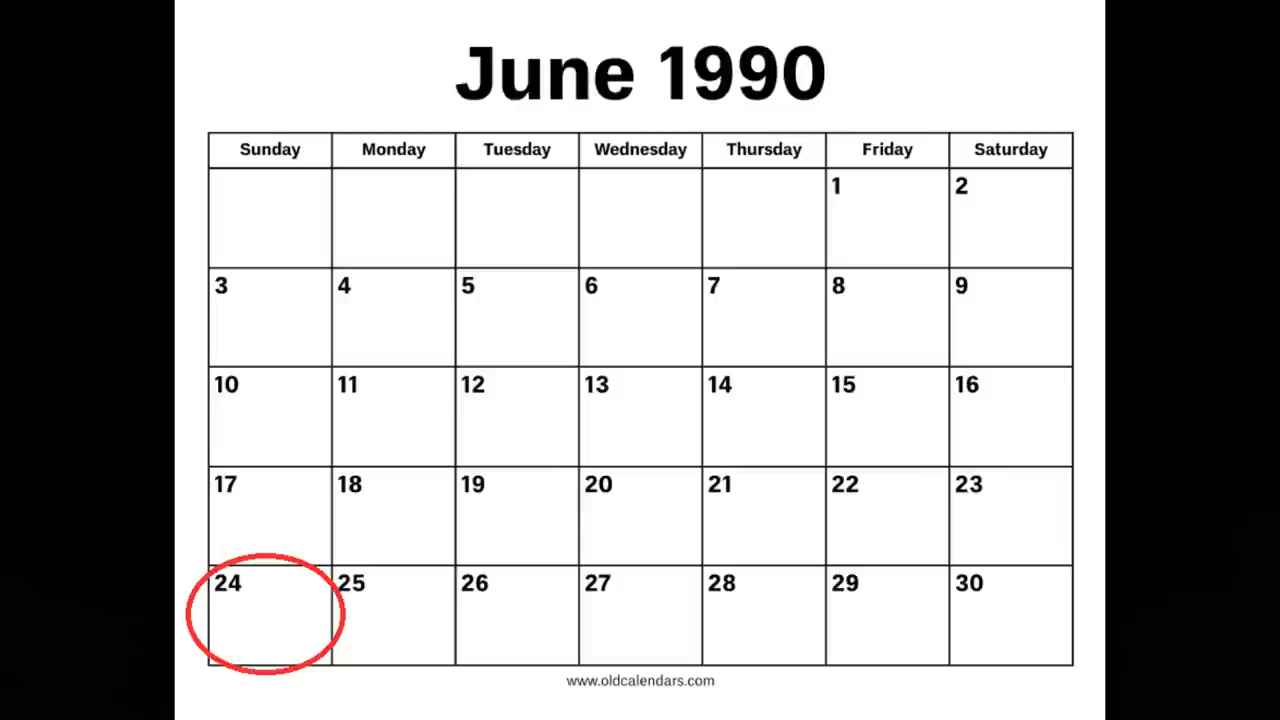 June 1990
Sunday Monday Tuesday Wednesday Thursday Friday Saturday
1 2
3 4 5 6 7 8 9
10 11 12 13 14 15 16
17 18 19 20 21 22 23
24 25 26 27 28 29 30
www.oldcalendars.com